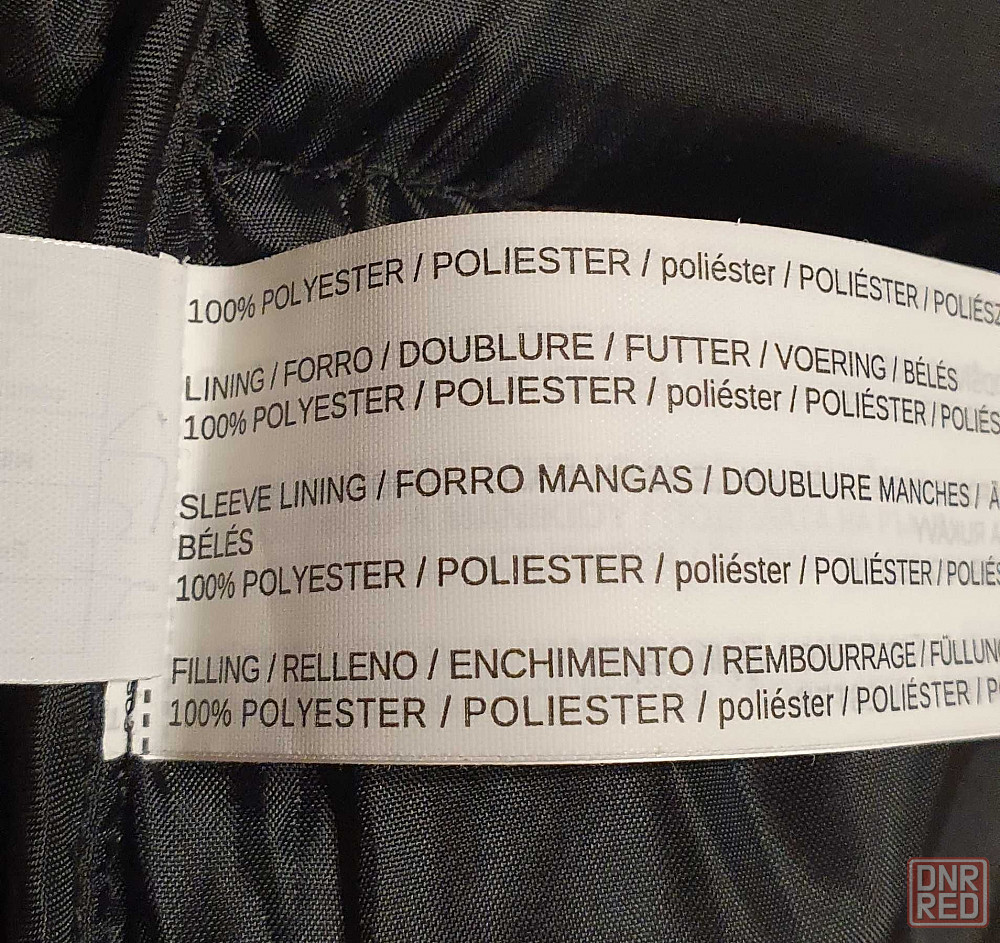 100% POLYESTER / POLIESTER / poliéster / POLIÉSTER / POLIÉSZ
LINING / FORRO / DOUBLURE / FUTTER / VOERING / BÉLÉS
100% POLYESTER / POLIESTER / poliéster / POLIÉSTER / POLIÉS
SLEEVE LINING / FORRO MANGAS / DOUBLURE MANCHES /
BÉLÉS
100% POLYESTER / POLIESTER / poliéster / POLIÉSTER / POLIÉS
FILLING / RELLENO / ENCHIMENTO / REMBOURRAGE / FÜLLUN
100% POLYESTER / POLIESTER / poliéster / POLIÉSTER / P
DNR
RED